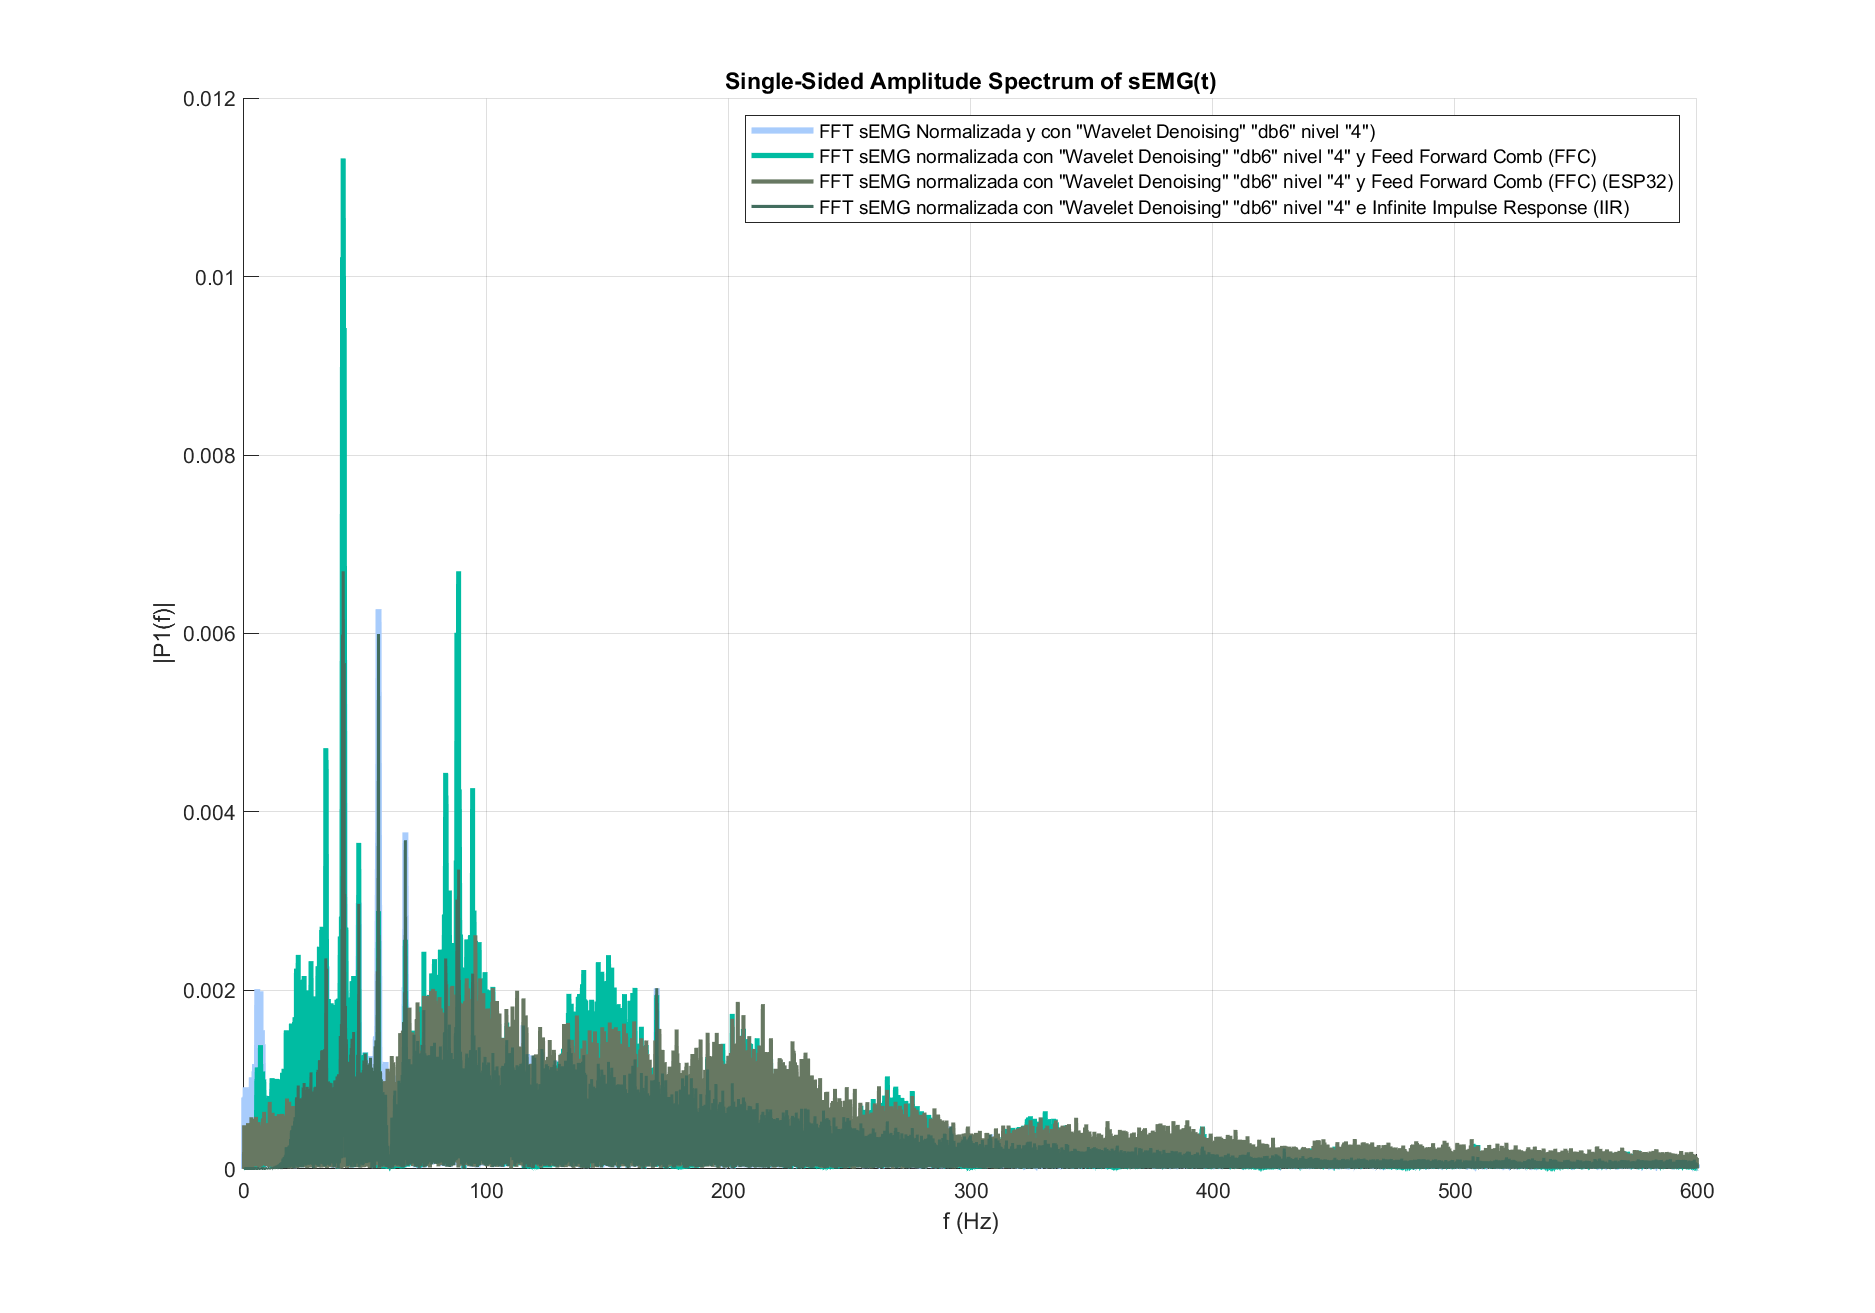 Single-Sided Amplitude Spectrum of sEMG(t)
FFT sEMG Normalizada y con "Wavelet Denoising" "db6" nivel "4")
FFT sEMG normalizada con "Wavelet Denoising" "db6" nivel "4" y Feed Forward Comb (FFC)
FFT sEMG normalizada con "Wavelet Denoising" "db6" nivel "4" y Feed Forward Comb (FFC) (ESP32)
FFT sEMG normalizada con "Wavelet Denoising" "db6" nivel "4" e Infinite Impulse Response (IIR)
0.012
0.01
0.008
0.006
0.004
0.002
0
|P1(f)|
0 100 200 300 400 500 600
f (Hz)